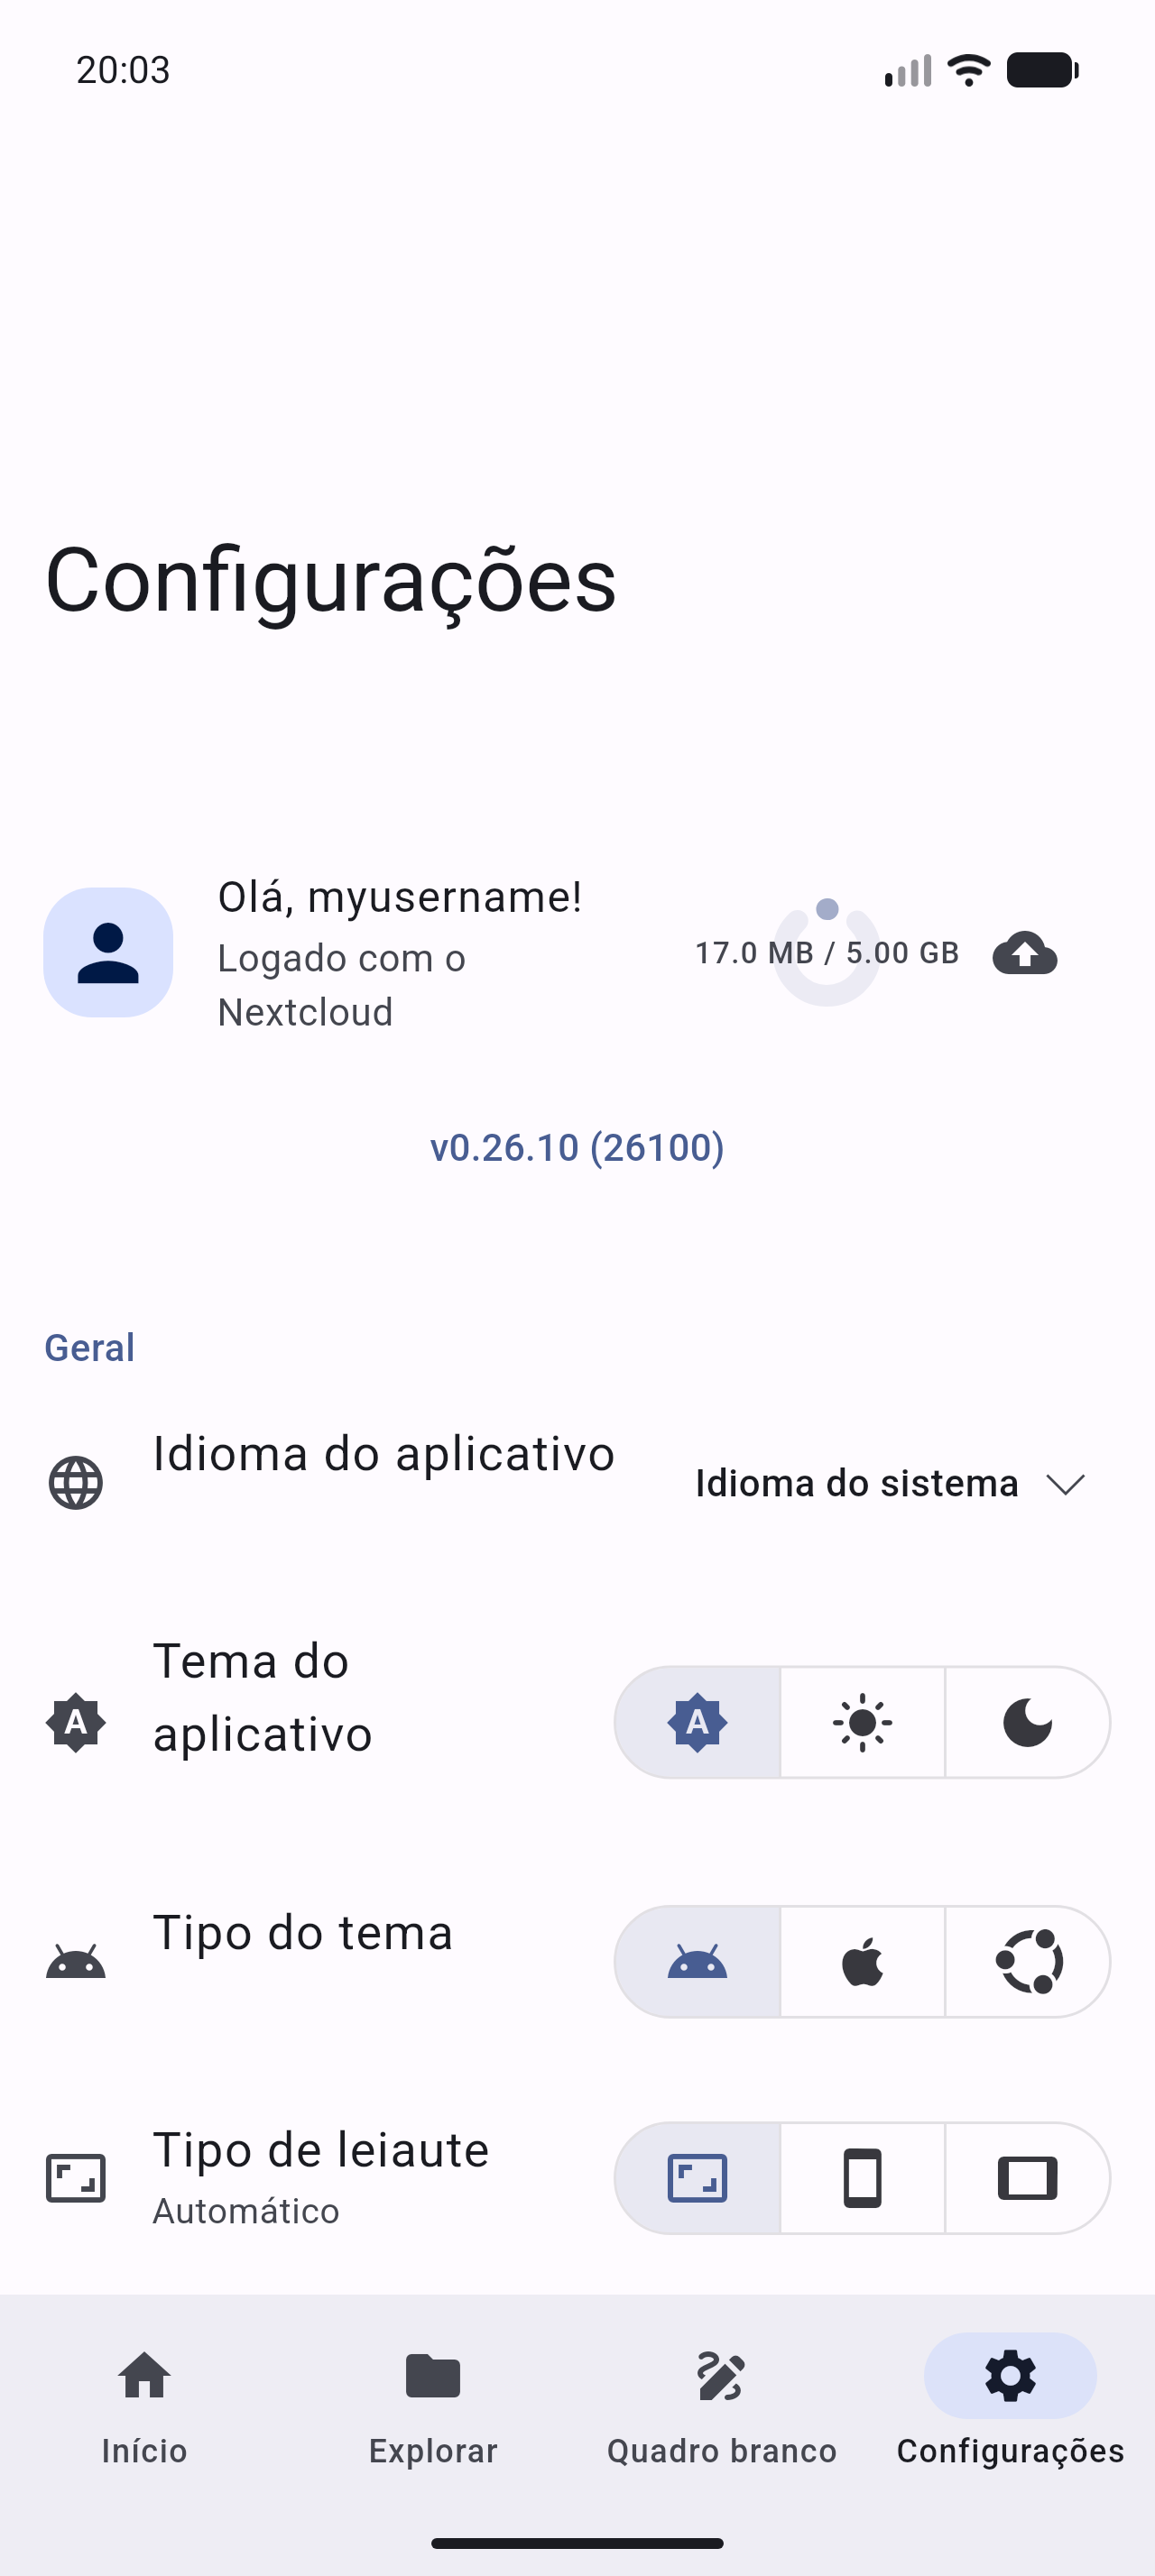 20:03
Configurações
Olá, myusername!
Logado com o
Nextcloud
17.0 MB / 5.00 GB
v0.26.10 (26100)
Geral
Idioma do aplicativo
Idioma do sistema
Tema do
aplicativo
A
A
Tipo do tema
Tipo de leiaute
Automático
Início
Explorar
Quadro branco
Configurações